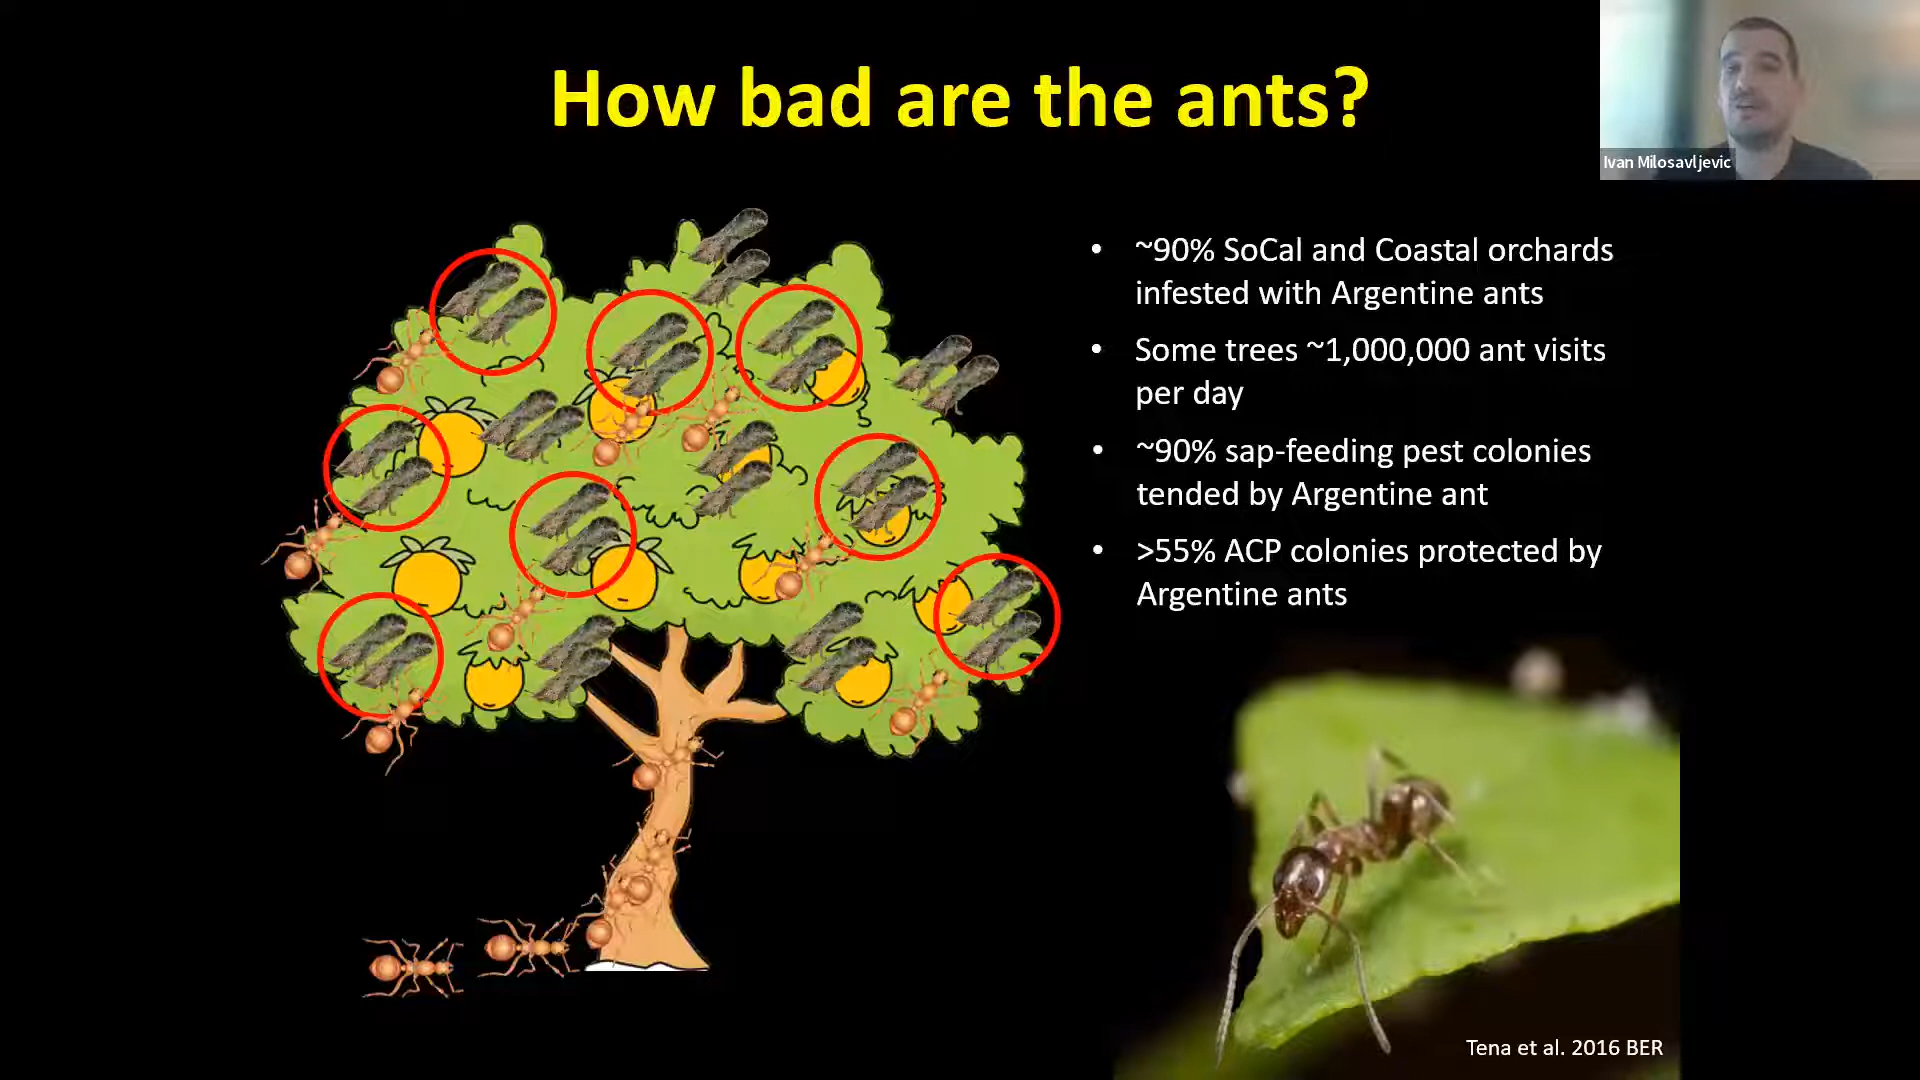 How bad are the ants?
Ivan Milosavljevic
• ~90% SoCal and Coastal orchards
infested with Argentine ants
• Some trees ~1,000,000 ant visits
per day
• ~90% sap-feeding pest colonies
tended by Argentine ant
• >55% ACP colonies protected by
Argentine ants
Tena et al. 2016 BER